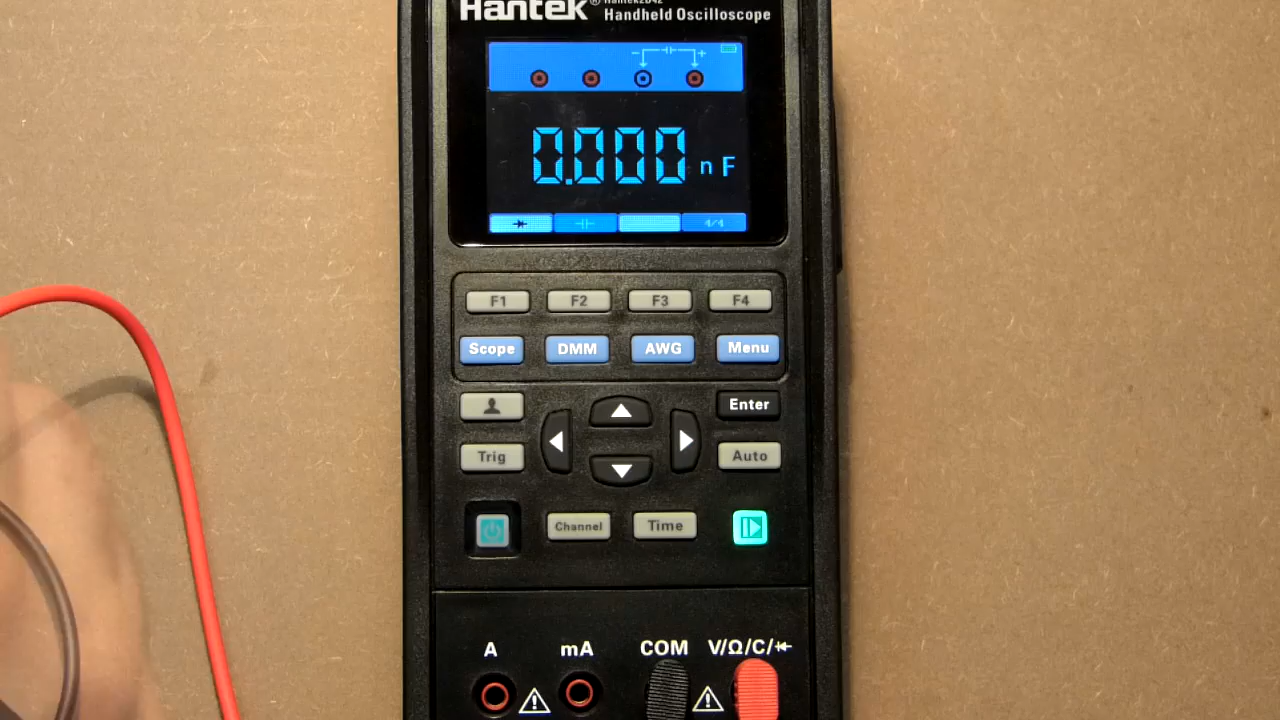 Hantek® Hantek2D42
Handheld Oscilloscope
- +
0.000 n F
4/4
F1 F2 F3 F4
Scope DMM AWG Menu
Enter
Trig Auto
Channel Time
A mA COM V/Ω/C/